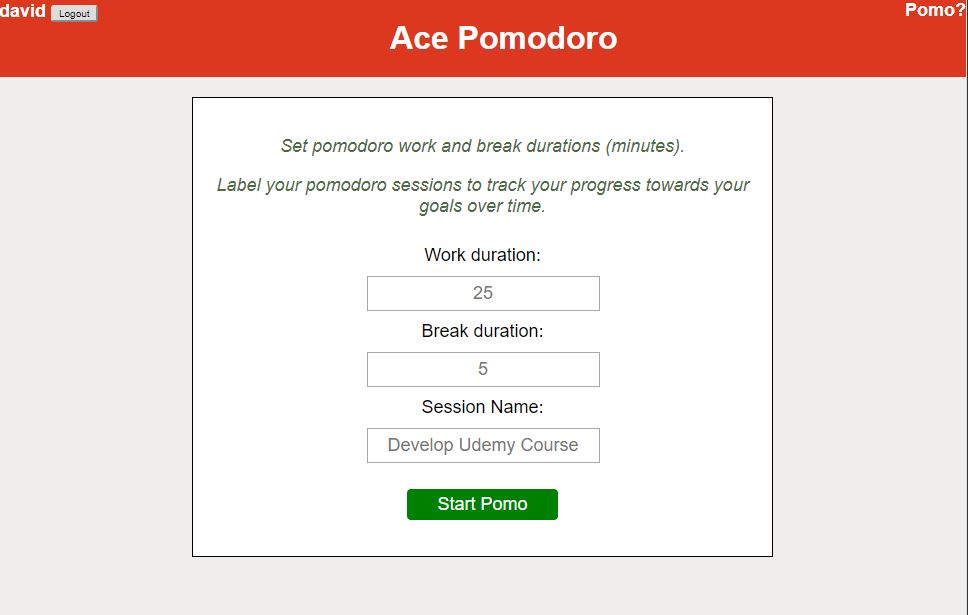 david Logout
Pomo?
Ace Pomodoro
Set pomodoro work and break durations (minutes).
Label your pomodoro sessions to track your progress towards your
goals over time.
Work duration:
25
Break duration:
5
Session Name:
Develop Udemy Course
Start Pomo